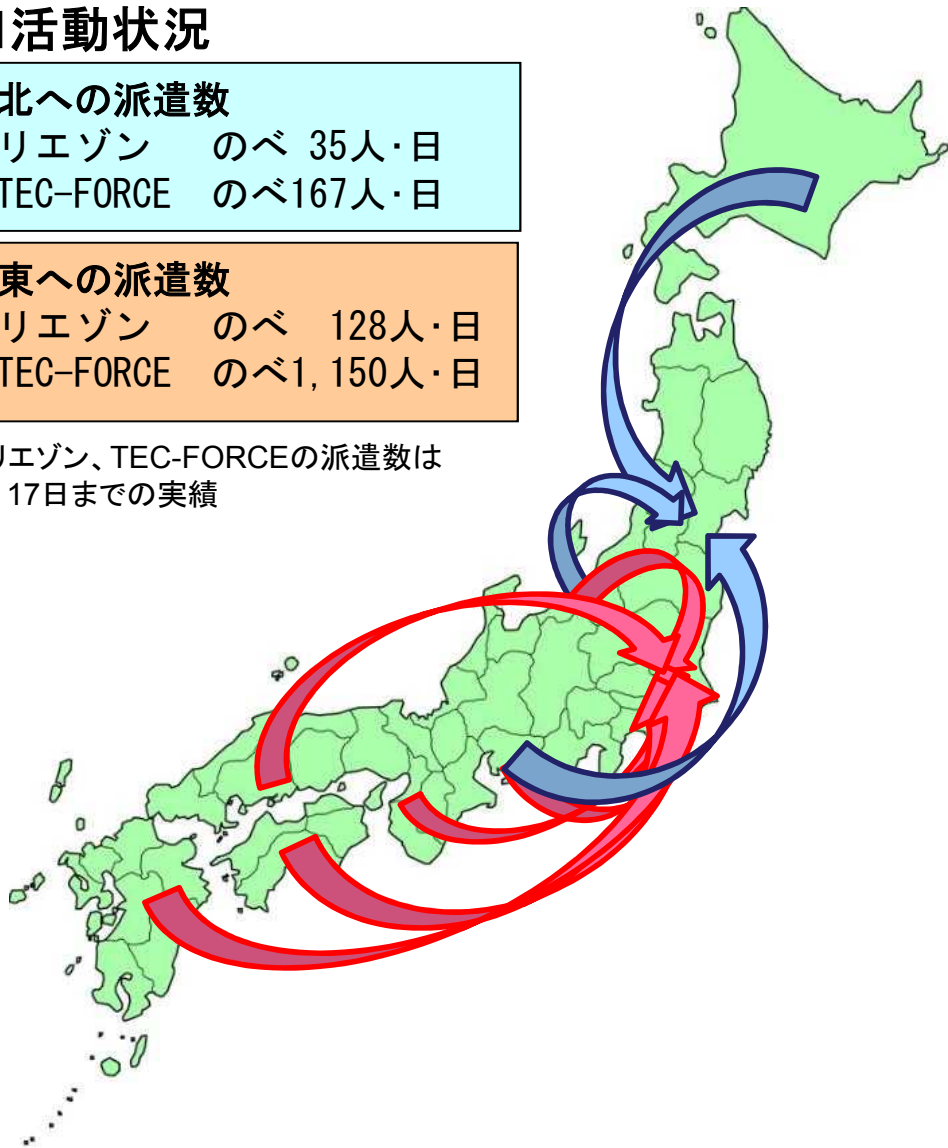 活動状況
北への派遣数
リエゾン のべ 35人・日
TEC-FORCE のべ167人・日
東への派遣数
リエゾン のべ 128人・日
TEC-FORCE のべ1,150人・日
リエゾン、TEC-FORCEの派遣数は
17日までの実績